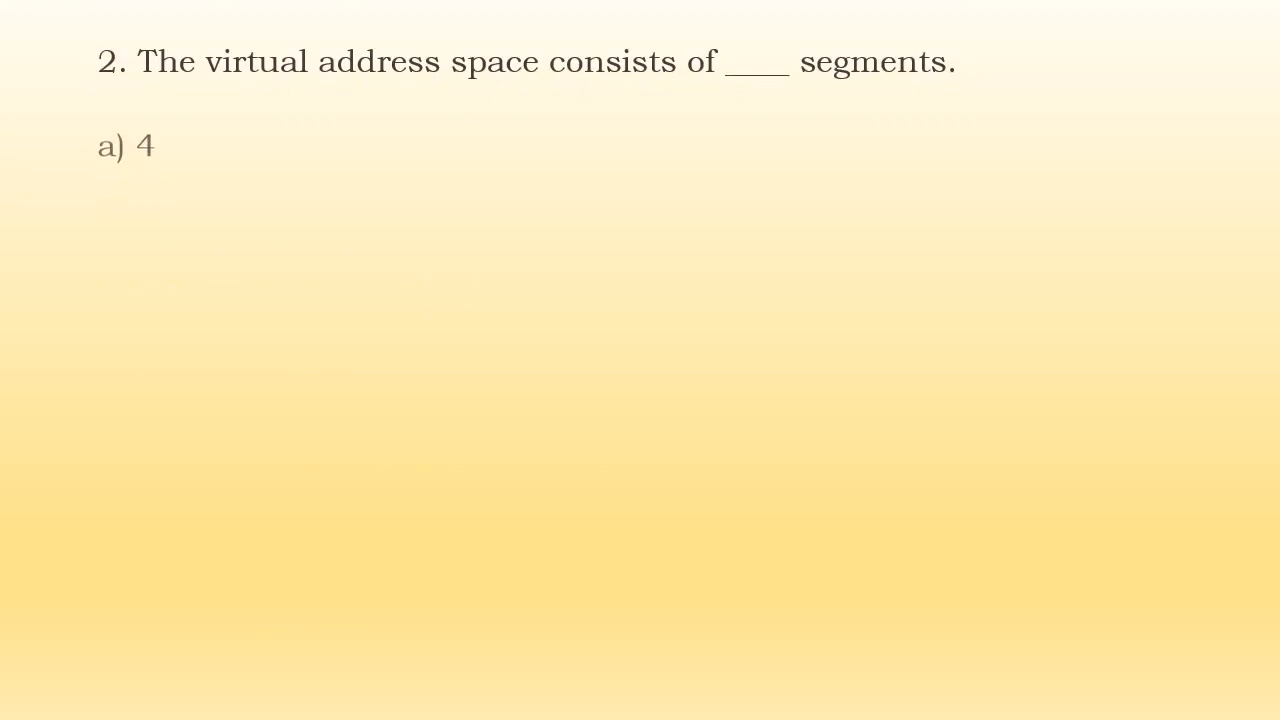 2. The virtual address space consists of ____ segments.
a) 4